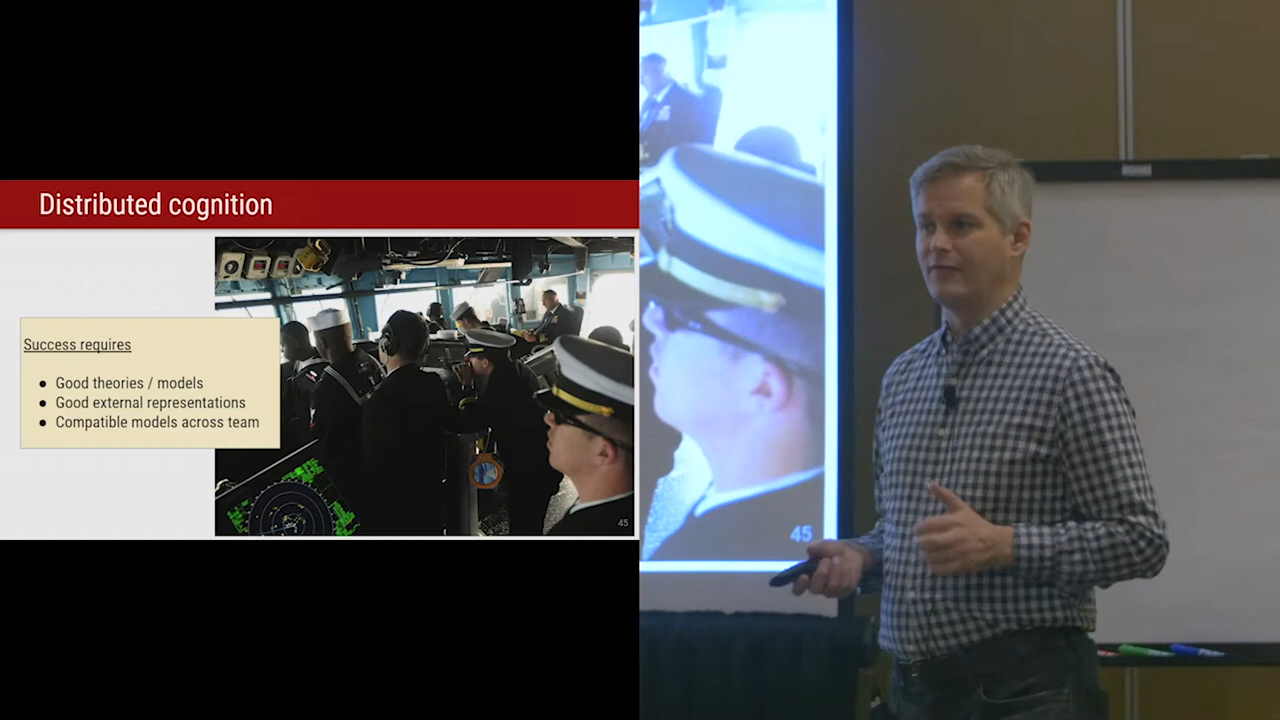 Distributed cognition
Success requires
● Good theories / models
● Good external representations
● Compatible models across team
45
45